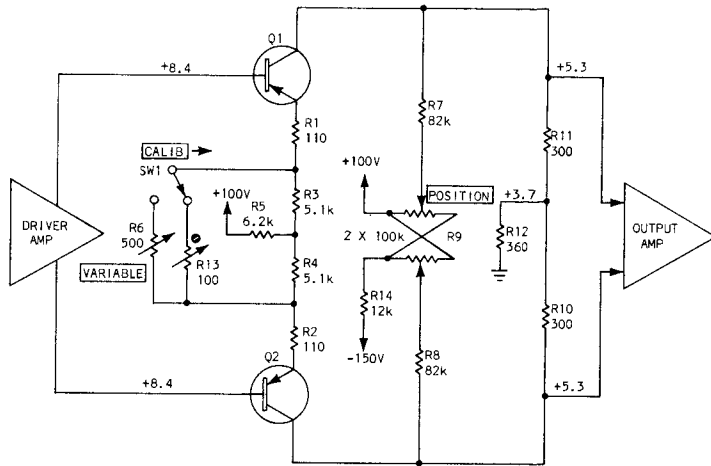 Q1
+8.4
+5.3
R1
110
R7
82k
R11
300
CALIB
SW1
+100V
R5
6.2k
R3
5.1k
+100V
POSITION
+3.7
DRIVER
AMP
R6
500
R13
100
VARIABLE
R4
5.1k
2 X 100k
R9
R12
360
OUTPUT
AMP
R14
12k
R2
110
-150V
R8
82k
R10
300
Q2
+8.4
+5.3